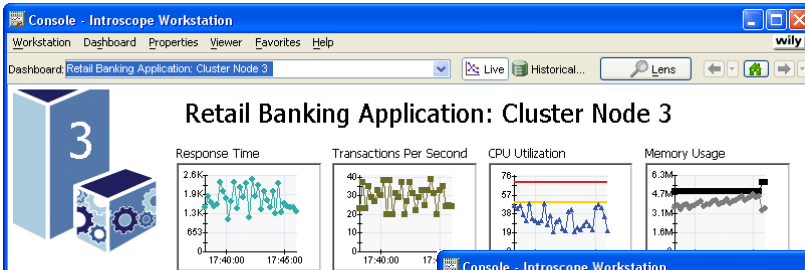 Console - Introscope Workstation
Workstation Dashboard Properties Viewer Favorites Help
wily
Dashboard: Retail Banking Application: Cluster Node 3 Live Historical... Lens
3
Retail Banking Application: Cluster Node 3
Response Time Transactions Per Second CPU Utilization Memory Usage
2.6K 40 76 6.3M
1.9K 30 57 4.7M
1.3K 20 38 3.1M
653 10 19 1.6M
0 0 0 0
17:40:00 17:45:00 17:40:00
Console - Introscope Workstation